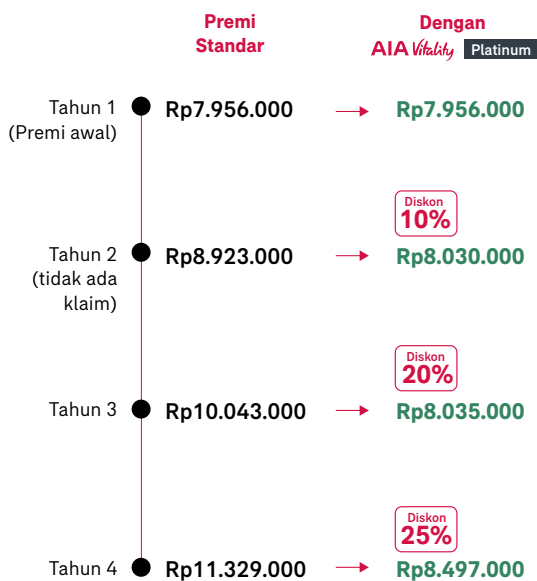 Premi
Standar
Dengan
AIA Vitality Platinum
Tahun 1
(Premi awal)
Rp7.956.000
Rp7.956.000
Tahun 2
(tidak ada
klaim)
Rp8.923.000
Diskon
10%
Rp8.030.000
Tahun 3
Rp10.043.000
Diskon
20%
Rp8.035.000
Tahun 4
Rp11.329.000
Diskon
25%
Rp8.497.000